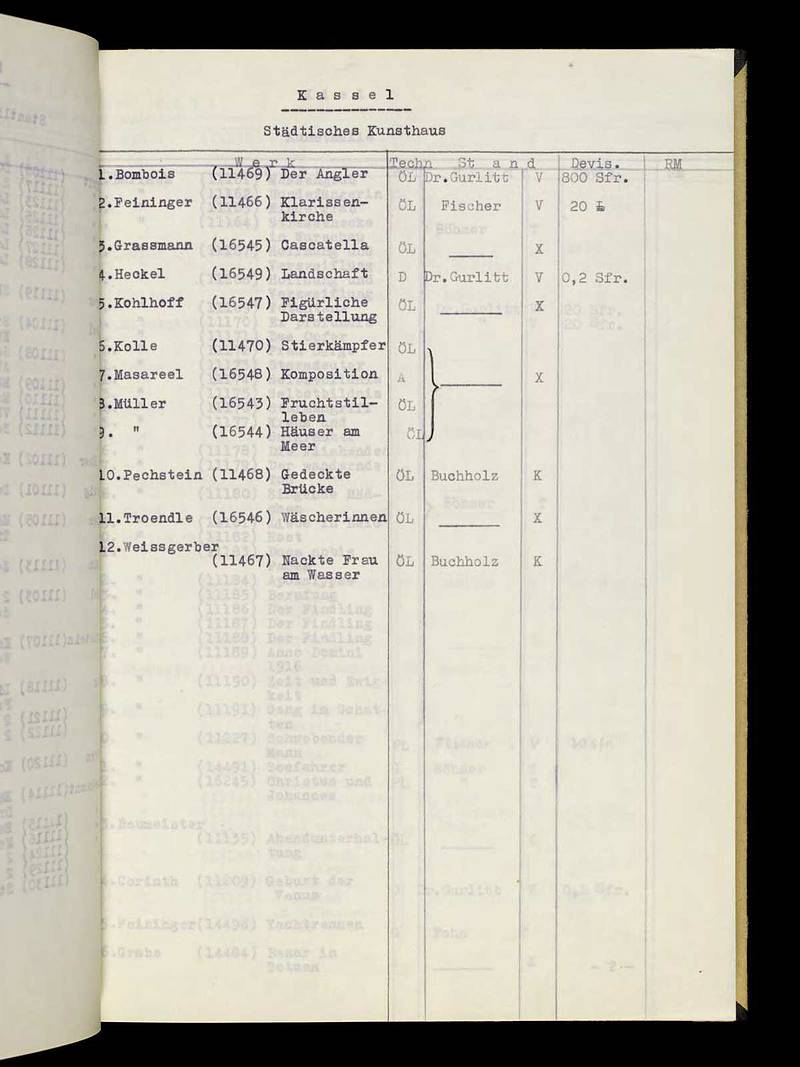 K a s s e l
Städtisches Kunsthaus
W e r k Techn St a n d Devis. RM
1.Bombois (11469) Der Angler ÖL Dr.Gurlitt V 800 Sfr.
2.Feininger (11466) Klarissen- ÖL Fischer V 20 £
kirche
3.Grassmann (16545) Cascatella ÖL ——— X
4.Heckel (16549) Landschaft D Dr.Gurlitt V 0,2 Sfr.
5.Kohlhoff (16547) Figürliche ÖL ——— X
Darstellung
6.Kolle (11470) Stierkämpfer ÖL
7.Masareel (16548) Komposition A ——— X
8.Müller (16543) Fruchtstil- ÖL
leben
9. " (16544) Häuser am ÖL
Meer
10.Pechstein (11468) Gedeckte ÖL Buchholz K
Brücke
11.Troendle (16546) Wäscherinnen ÖL ——— X
12.Weissgerber
(11467) Nackte Frau ÖL Buchholz K
am Wasser